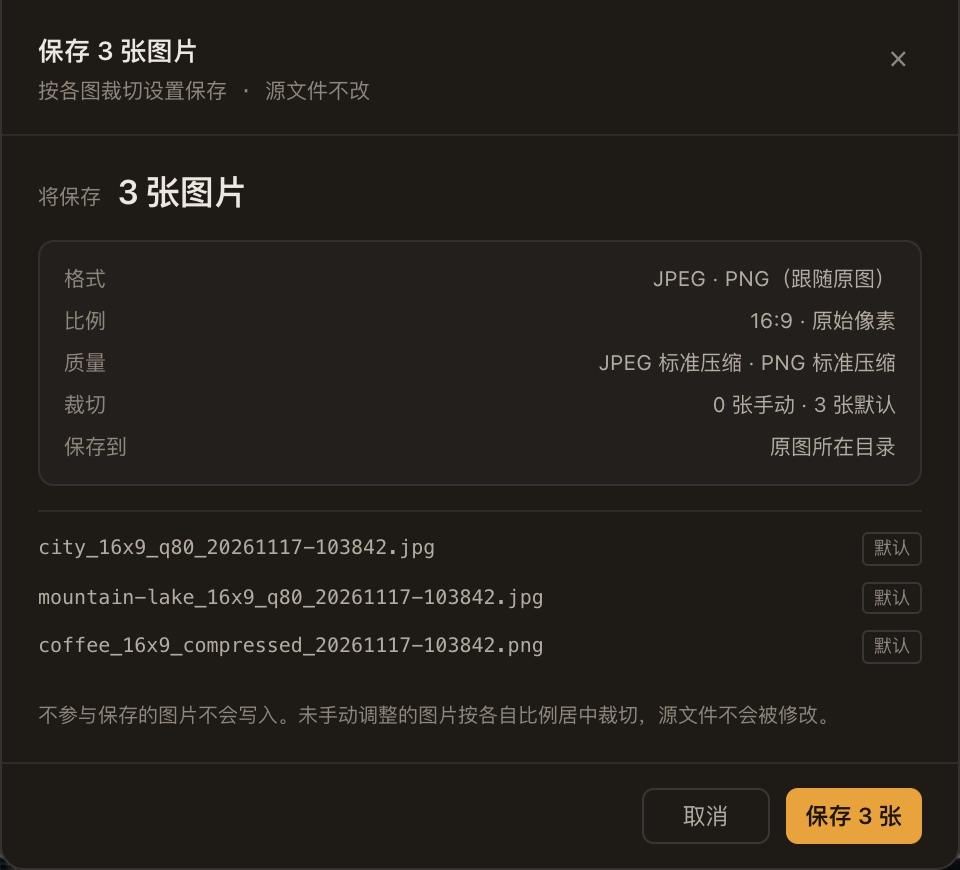 保存 3 张图片
×
按各图裁切设置保存 · 源文件不改
将保存 3 张图片
格式 JPEG · PNG（跟随原图）
比例 16:9 · 原始像素
质量 JPEG 标准压缩 · PNG 标准压缩
裁切 0 张手动 · 3 张默认
保存到 原图所在目录
city_16x9_q80_20261117-103842.jpg 默认
mountain-lake_16x9_q80_20261117-103842.jpg 默认
coffee_16x9_compressed_20261117-103842.png 默认
不参与保存的图片不会写入。未手动调整的图片按各自比例居中裁切，源文件不会被修改。
取消 保存 3 张